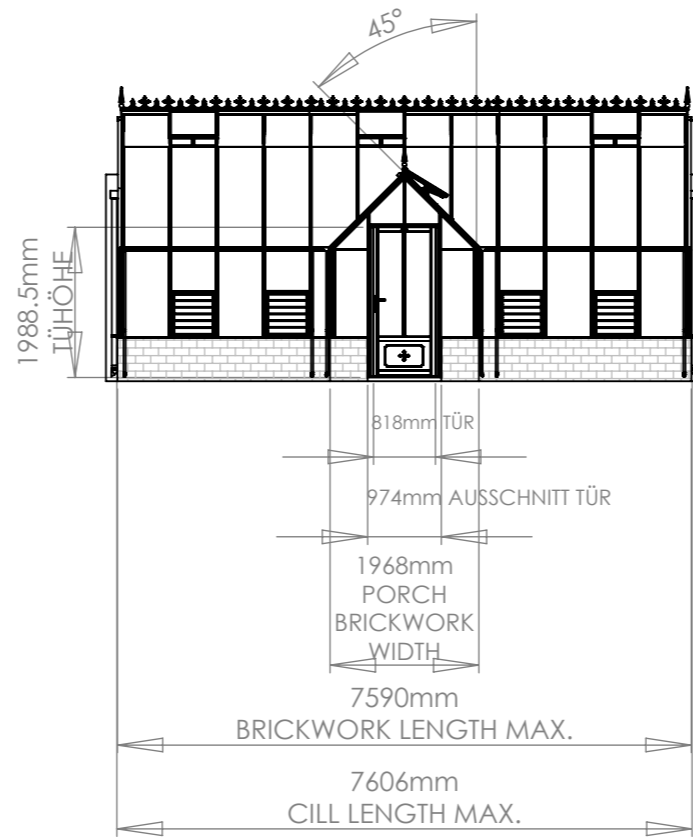 45°
1988.5mm
TÜHÖHE
818mm TÜR
974mm AUSSCHNITT TÜR
1968mm
PORCH
BRICKWORK
WIDTH
7590mm
BRICKWORK LENGTH MAX.
7606mm
CILL LENGTH MAX.